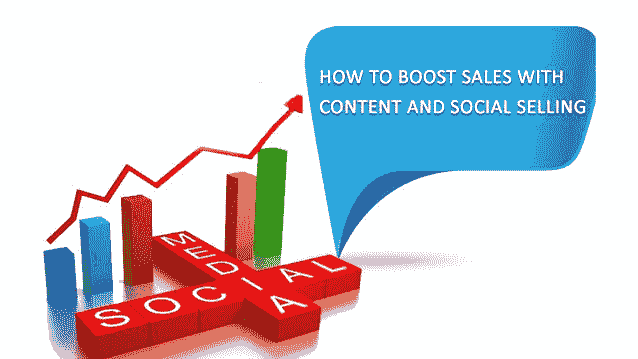 HOW TO BOOST SALES WITH
CONTENT AND SOCIAL SELLING
SOCIAL
MEDIA